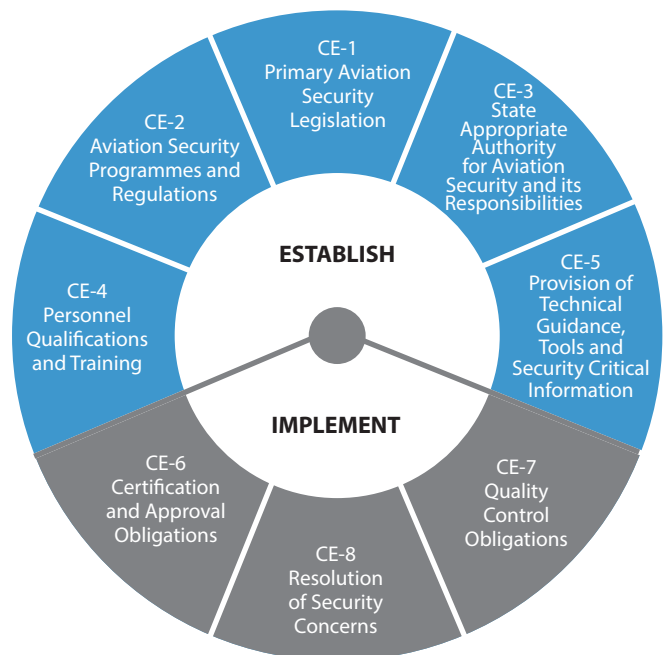 CE-1
Primary Aviation
Security
Legislation
CE-2
Aviation Security
Programmes and
Regulations
CE-3
State
Appropriate
Authority
for Aviation
Security and its
Responsibilities
CE-4
Personnel
Qualifications
and Training
CE-5
Provision of
Technical
Guidance,
Tools and
Security Critical
Information
ESTABLISH
IMPLEMENT
CE-6
Certification
and Approval
Obligations
CE-7
Quality
Control
Obligations
CE-8
Resolution
of Security
Concerns